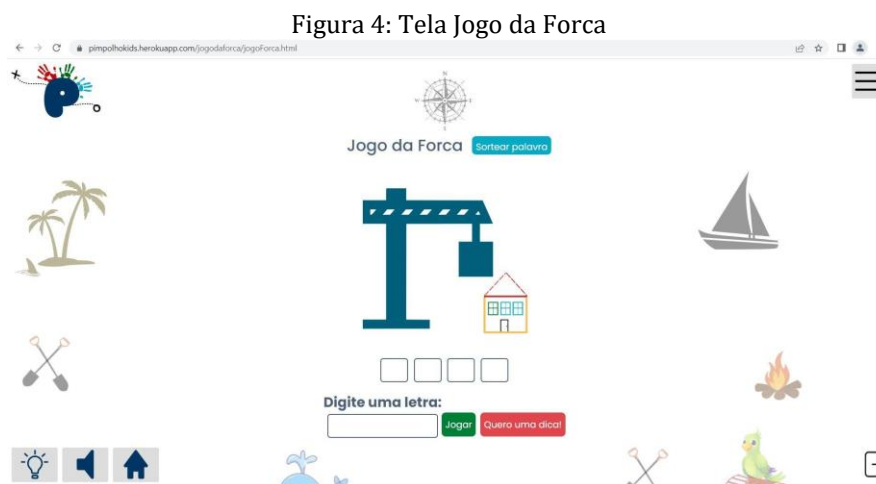 Figura 4: Tela Jogo da Forca
pimpolhokids.herokuapp.com/jogodaforca/jogoForca.html
P
N
W
E
S
Jogo da Forca Sortear palavra
Digite uma letra:
Jogar Quero uma dica!